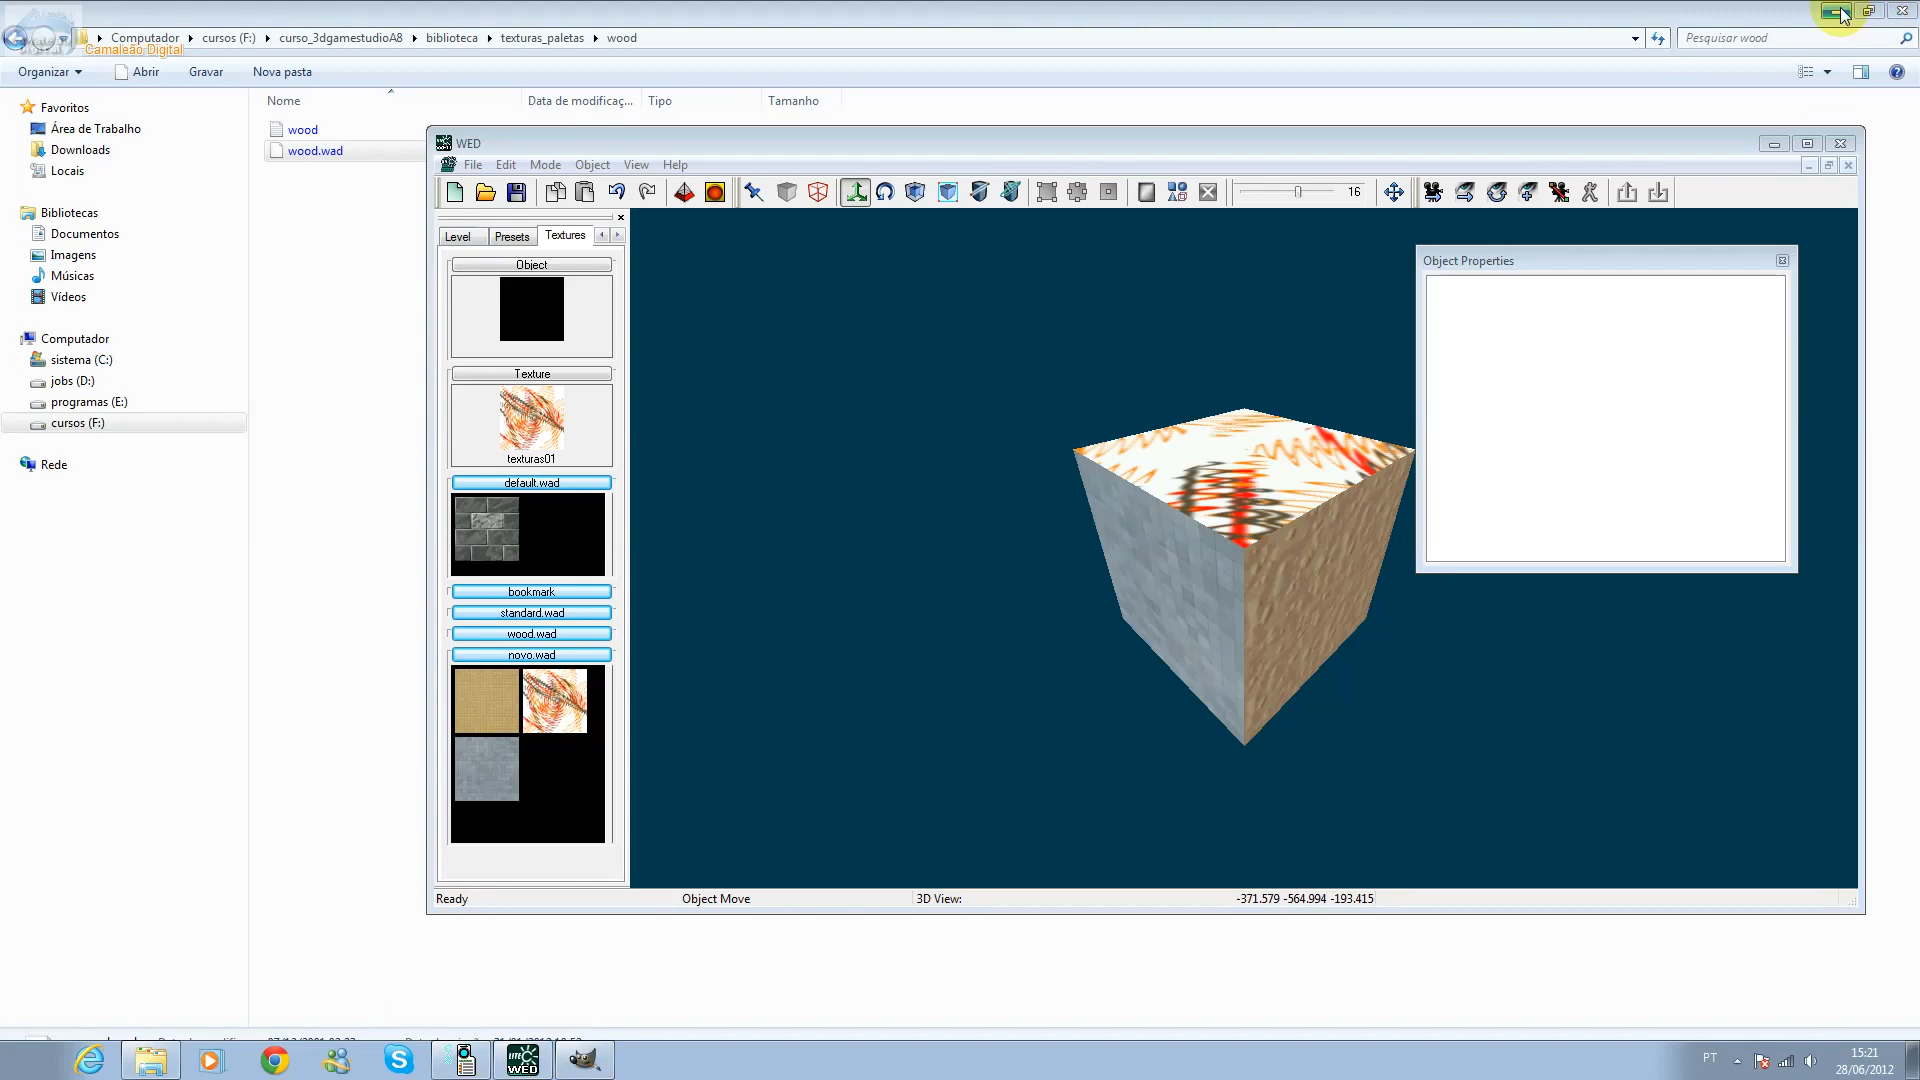 Computador
cursos (F:)
curso_3dgamestudioA8
biblioteca
texturas_paletas
wood
Pesquisar wood
Camaleão Digital
Organizar
Abrir
Gravar
Nova pasta
Favoritos
Área de Trabalho
Downloads
Locais
Bibliotecas
Documentos
Imagens
Músicas
Vídeos
Computador
sistema (C:)
jobs (D:)
programas (E:)
cursos (F:)
Rede
Nome
Data de modificaç...
Tipo
Tamanho
wood
wood.wad
WED
File
Edit
Mode
Object
View
Help
16
Level
Presets
Textures
Object
Texture
texturas01
default.wad
bookmark
standard.wad
wood.wad
novo.wad
Object Properties
Ready
Object Move
3D View:
-371.579 -564.994 -193.415
LITE
WED
PT
15:21
28/06/2012